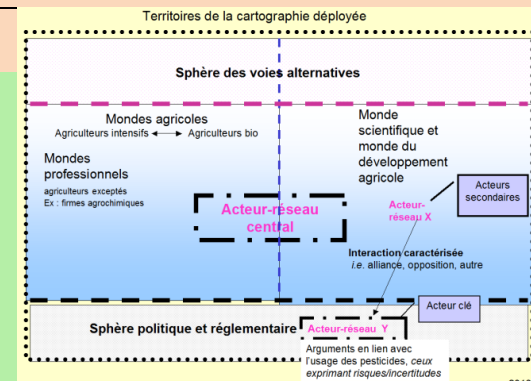 Territoires de la cartographie déployée
Sphère des voies alternatives
Mondes agricoles
Agriculteurs intensifs
Agriculteurs bio
Mondes
professionnels
agriculteurs exceptés
Ex : firmes agrochimiques
Monde
scientifique et
monde du
développement
agricole
Acteurs
secondaires
Acteur-
réseau X
Acteur-réseau
central
Interaction caractérisée
i.e. alliance, opposition, autre
Acteur clé
Sphère politique et réglementaire
Acteur-réseau Y
Arguments en lien avec
l'usage des pesticides, ceux
exprimant risques/incertitudes